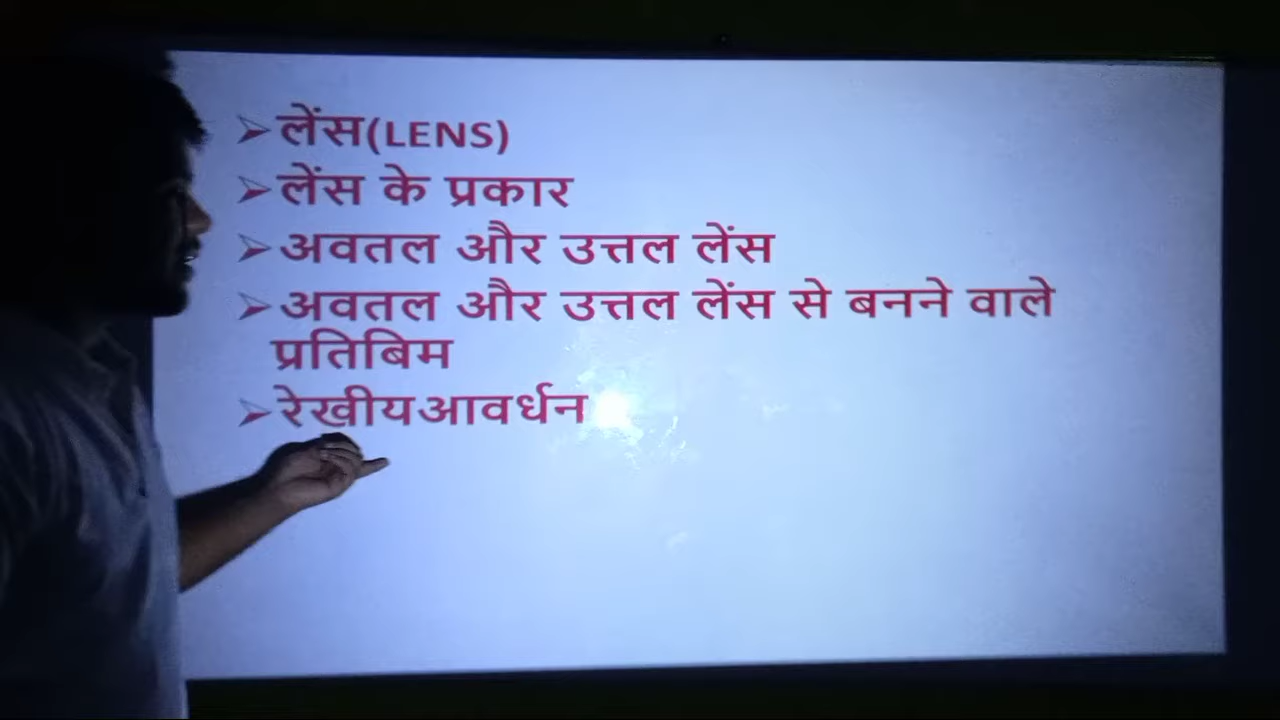 ➢लेंस(LENS)
➢लेंस के प्रकार
➢अवतल और उत्तल लेंस
➢अवतल और उत्तल लेंस से बनने वाले
प्रतिबिम
➢रेखीयआवर्धन